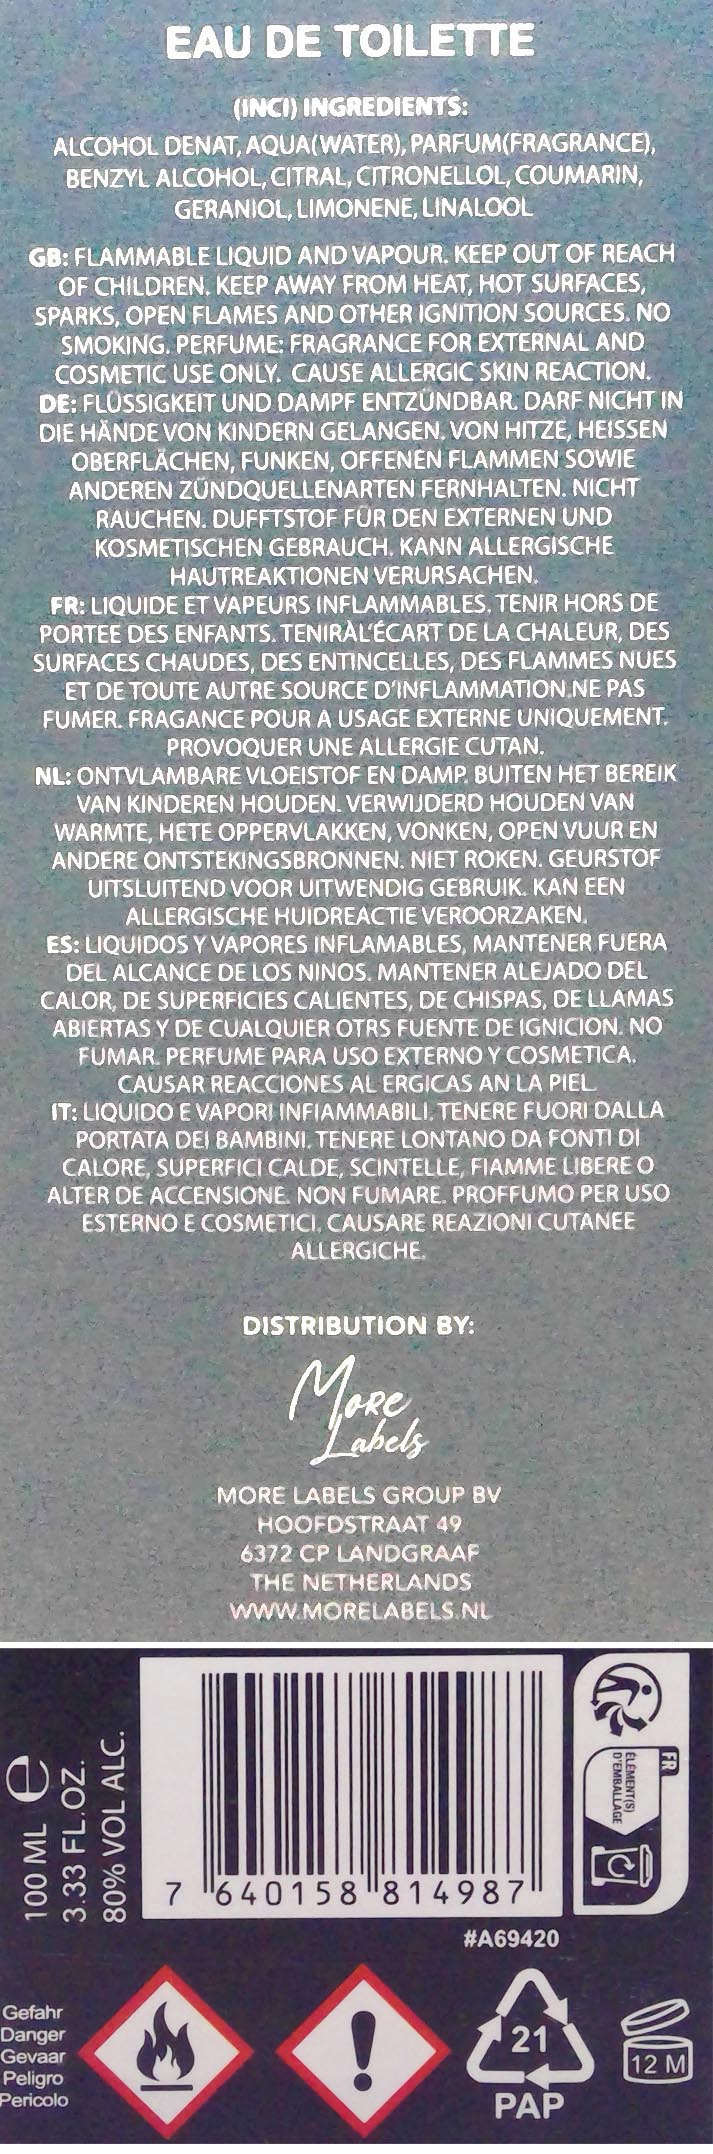 EAU DE TOILETTE
(INCI) INGREDIENTS:
ALCOHOL DENAT, AQUA(WATER), PARFUM(FRAGRANCE),
BENZYL ALCOHOL, CITRAL, CITRONELLOL, COUMARIN,
GERANIOL, LIMONENE, LINALOOL
GB: FLAMMABLE LIQUID AND VAPOUR. KEEP OUT OF REACH
OF CHILDREN. KEEP AWAY FROM HEAT, HOT SURFACES,
SPARKS, OPEN FLAMES AND OTHER IGNITION SOURCES. NO
SMOKING. PERFUME: FRAGRANCE FOR EXTERNAL AND
COSMETIC USE ONLY. CAUSE ALLERGIC SKIN REACTION.
DE: FLÜSSIGKEIT UND DAMPF ENTZÜNDBAR. DARF NICHT IN
DIE HÄNDE VON KINDERN GELANGEN. VON HITZE, HEISSEN
OBERFLÄCHEN, FUNKEN, OFFENEN FLAMMEN SOWIE
ANDEREN ZÜNDQUELLENARTEN FERNHALTEN. NICHT
RAUCHEN. DUFFTSTOF FÜR DEN EXTERNEN UND
KOSMETISCHEN GEBRAUCH. KANN ALLERGISCHE
HAUTREAKTIONEN VERURSACHEN.
FR: LIQUIDE ET VAPEURS INFLAMMABLES. TENIR HORS DE
PORTEE DES ENFANTS. TENIRÀL'ÉCART DE LA CHALEUR, DES
SURFACES CHAUDES, DES ENTINCELLES, DES FLAMMES NUES
ET DE TOUTE AUTRE SOURCE D'INFLAMMATION.NE PAS
FUMER. FRAGANCE POUR A USAGE EXTERNE UNIQUEMENT.
PROVOQUER UNE ALLERGIE CUTAN.
NL: ONTVLAMBARE VLOEISTOF EN DAMP. BUITEN HET BEREIK
VAN KINDEREN HOUDEN. VERWIJDERD HOUDEN VAN
WARMTE, HETE OPPERVLAKKEN, VONKEN, OPEN VUUR EN
ANDERE ONTSTEKINGSBRONNEN. NIET ROKEN. GEURSTOF
UITSLUITEND VOOR UITWENDIG GEBRUIK. KAN EEN
ALLERGISCHE HUIDREACTIE VEROORZAKEN.
ES: LIQUIDOS Y VAPORES INFLAMABLES, MANTENER FUERA
DEL ALCANCE DE LOS NINOS. MANTENER ALEJADO DEL
CALOR, DE SUPERFICIES CALIENTES, DE CHISPAS, DE LLAMAS
ABIERTAS Y DE CUALQUIER OTRS FUENTE DE IGNICION. NO
FUMAR. PERFUME PARA USO EXTERNO Y COSMETICA.
CAUSAR REACCIONES AL ERGICAS AN LA PIEL.
IT: LIQUIDO E VAPORI INFIAMMABILI. TENERE FUORI DALLA
PORTATA DEI BAMBINI. TENERE LONTANO DA FONTI DI
CALORE, SUPERFICI CALDE, SCINTELLE, FIAMME LIBERE O
ALTER DE ACCENSIONE. NON FUMARE. PROFFUMO PER USO
ESTERNO E COSMETICI. CAUSARE REAZIONI CUTANEE
ALLERGICHE.
DISTRIBUTION BY:
More
Labels
MORE LABELS GROUP BV
HOOFDSTRAAT 49
6372 CP LANDGRAAF
THE NETHERLANDS
WWW.MORELABELS.NL
100 ML e
3.33 FL.OZ.
80% VOL ALC.
7 640158 814987
FR
ÉLÉMENT(S)
D'EMBALLAGE
#A69420
Gefahr
Danger
Gevaar
Peligro
Pericolo
21
PAP
12 M